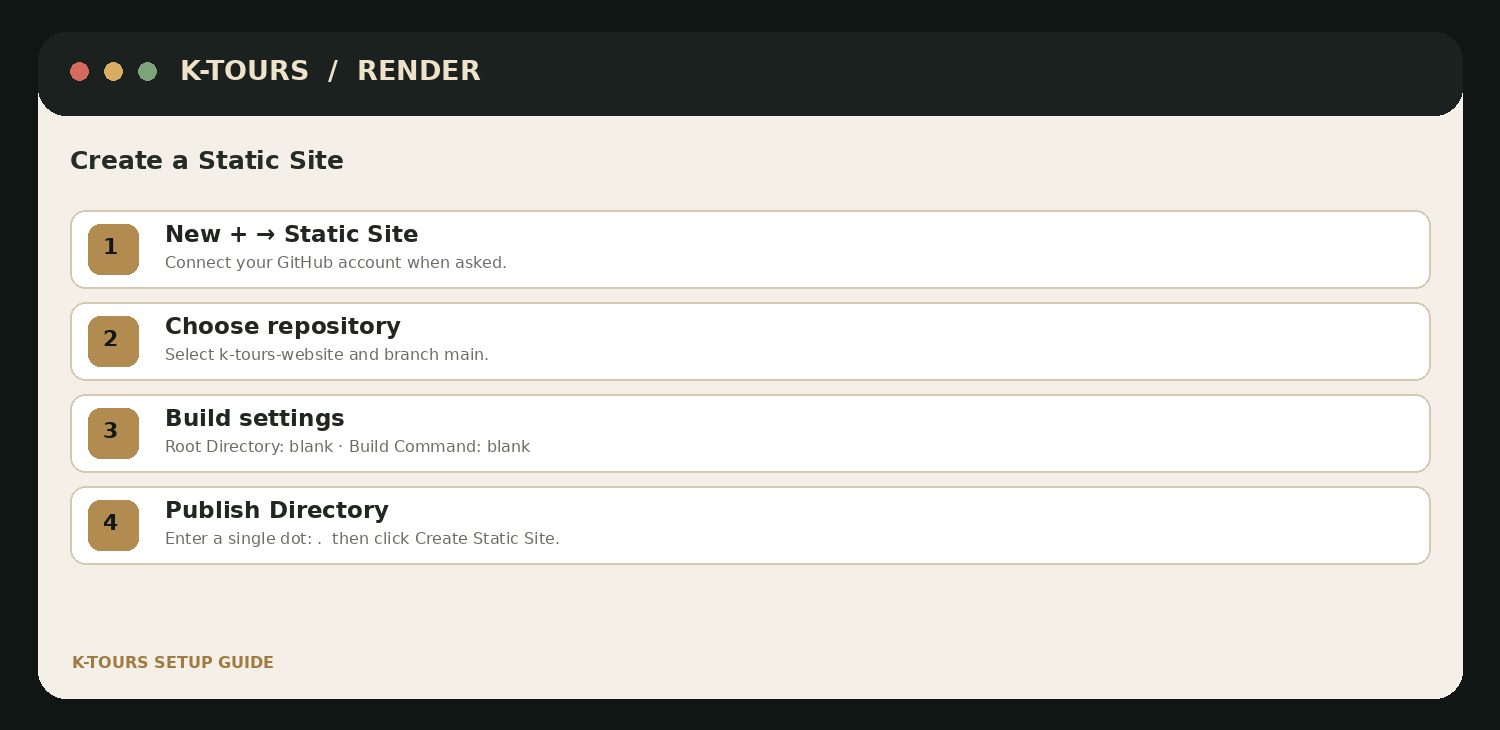 K-TOURS / RENDER
Create a Static Site
1
New + → Static Site
Connect your GitHub account when asked.
2
Choose repository
Select k-tours-website and branch main.
3
Build settings
Root Directory: blank · Build Command: blank
4
Publish Directory
Enter a single dot: .  then click Create Static Site.
K-TOURS SETUP GUIDE